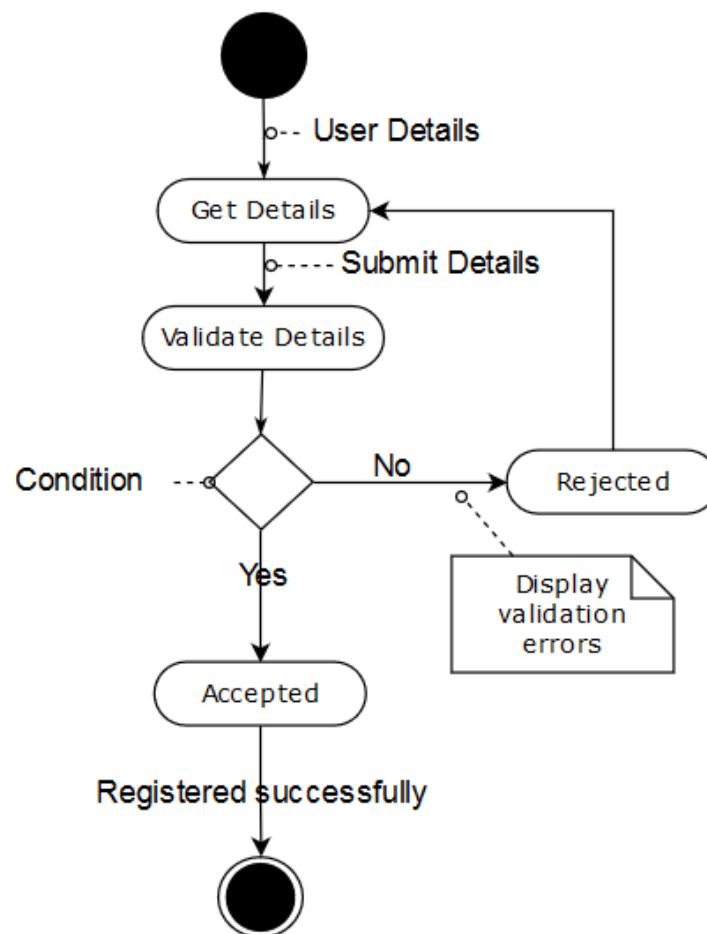 User Details
Get Details
Submit Details
Validate Details
Condition
No
Rejected
Yes
Display
validation
errors
Accepted
Registered successfully